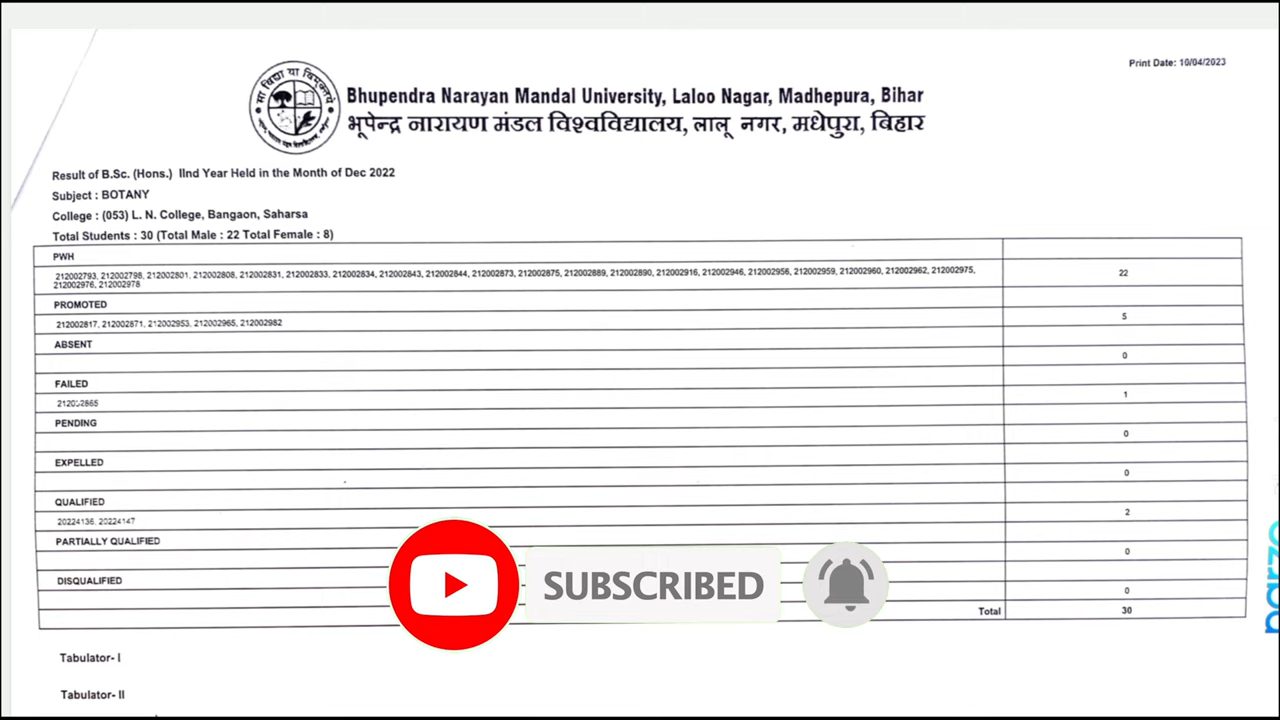 Print Date: 10/04/2023
Bhupendra Narayan Mandal University, Laloo Nagar, Madhepura, Bihar
भूपेन्द्र नारायण मंडल विश्वविद्यालय, लालू नगर, मधेपुरा, बिहार
सा विद्या या विमुक्तये
Result of B.Sc. (Hons.) IInd Year Held in the Month of Dec 2022
Subject : BOTANY
College : (053) L. N. College, Bangaon, Saharsa
Total Students : 30 (Total Male : 22 Total Female : 8)
PWH
212002793, 212002798, 212002801, 212002808, 212002831, 212002833, 212002834, 212002843, 212002844, 212002873, 212002875, 212002889, 212002890, 212002916, 212002946, 212002956, 212002959, 212002960, 212002962, 212002975,
212002976, 212002978
22
PROMOTED
212002817, 212002871, 212002953, 212002965, 212002982
5
ABSENT
0
FAILED
212002865
1
PENDING
0
EXPELLED
0
QUALIFIED
20224136, 20224147
2
PARTIALLY QUALIFIED
0
DISQUALIFIED
0
Total 30
SUBSCRIBED
Tabulator- I
Tabulator- II